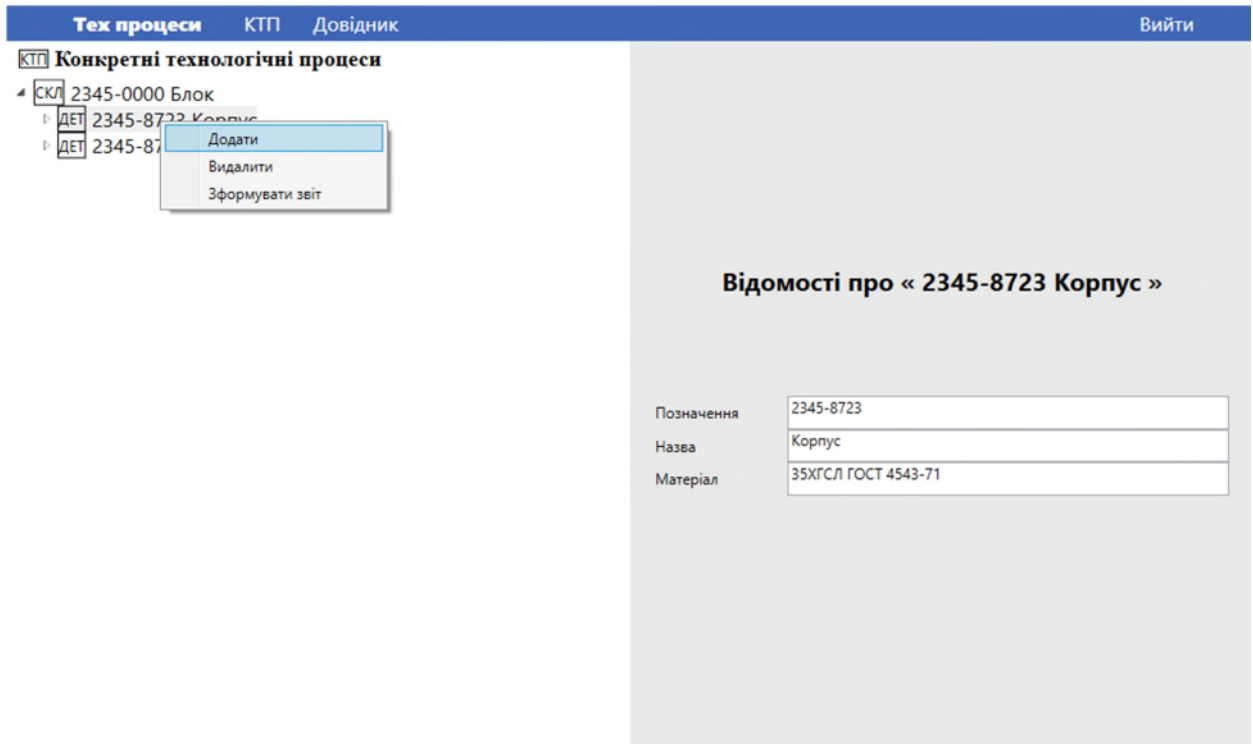 Тех процеси КТП Довідник Вийти
КТП Конкретні технологічні процеси
СКЛ 2345-0000 Блок
ДЕТ 2345-8723 Корпус
ДЕТ 2345-87
Додати
Видалити
Зформувати звіт
Відомості про « 2345-8723 Корпус »
Позначення 2345-8723
Назва Корпус
Матеріал 35ХГСЛ ГОСТ 4543-71